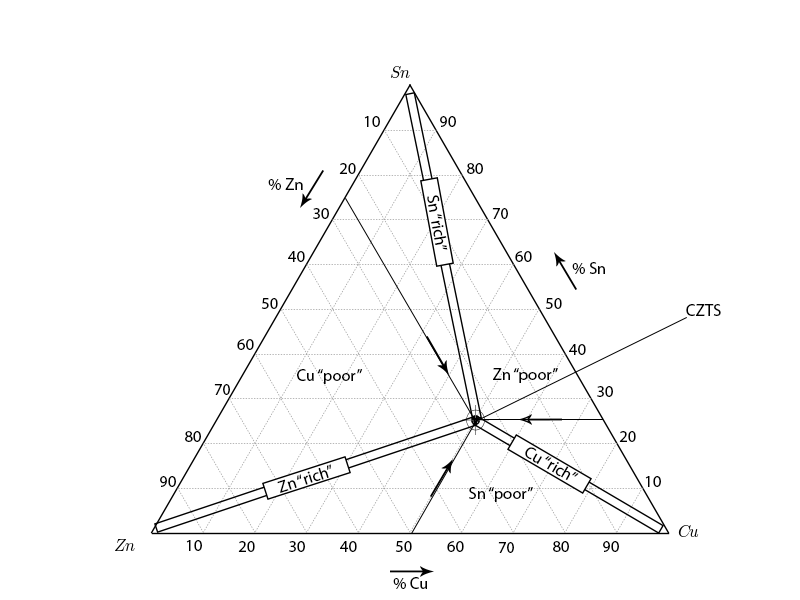 Sn
10 90
20 80
% Zn
30 70
Sn "rich"
40 60
% Sn
50 50
CZTS
60 40
Cu "poor" Zn "poor"
70 30
80 20
Cu "rich"
Zn "rich"
90 10
Sn "poor"
Zn Cu
10 20 30 40 50 60 70 80 90
% Cu